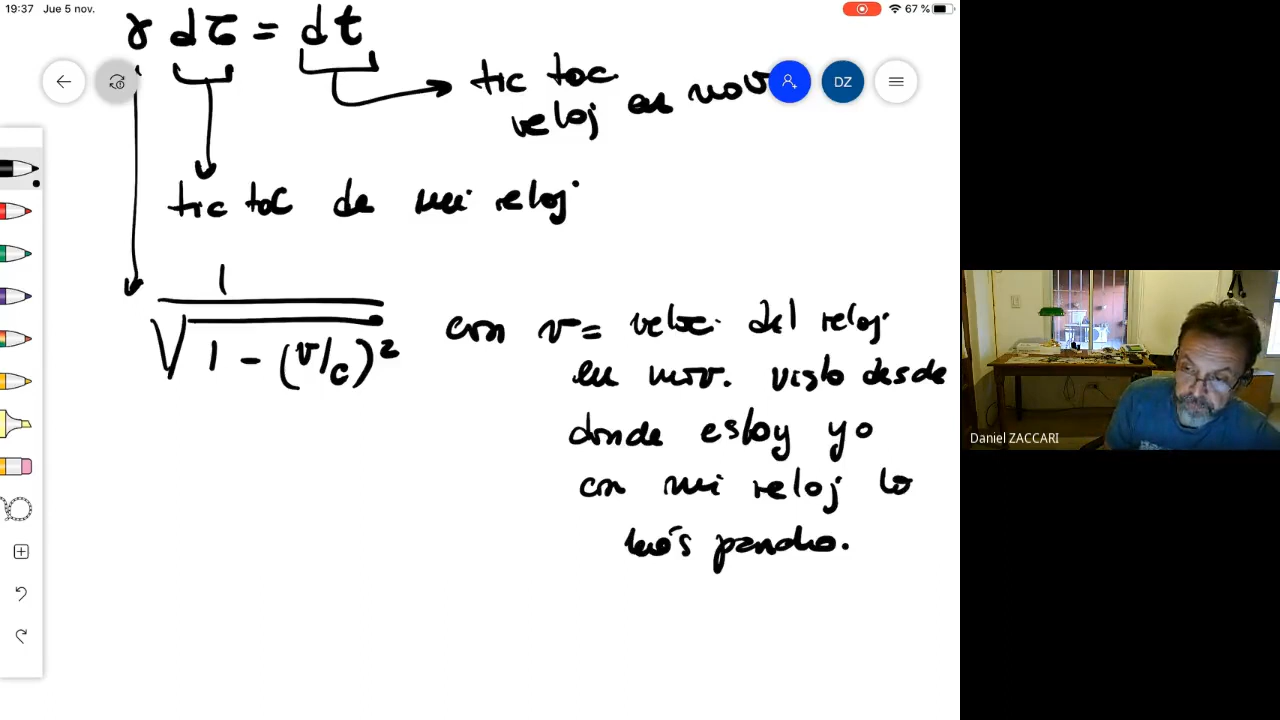 19:37 Jue 5 nov.
67 %
γ dτ = dt
DZ
tic toc
reloj en mov
tic toc de mi reloj
1
√ 1 - (v/c)²
con v = veloc. del reloj
en mov. visto desde
donde estoy yo
con mi reloj lo
más pancho.
Daniel ZACCARI